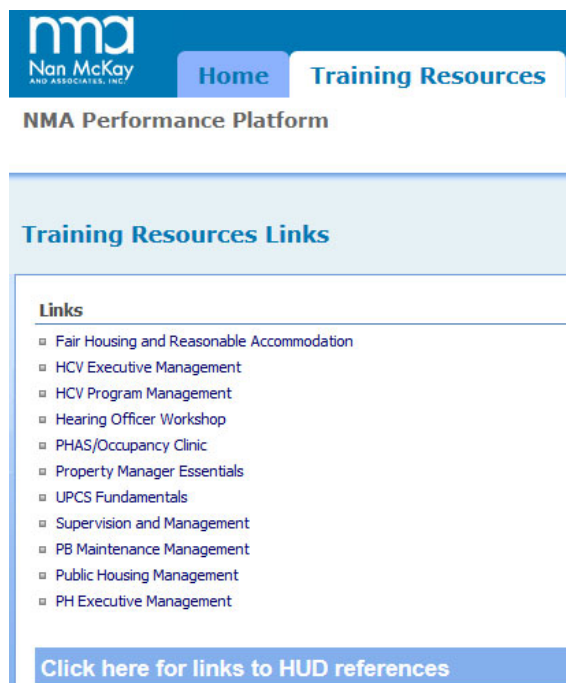 nma
Nan McKay
AND ASSOCIATES, INC.
Home
Training Resources
NMA Performance Platform
Training Resources Links
Links
Fair Housing and Reasonable Accommodation
HCV Executive Management
HCV Program Management
Hearing Officer Workshop
PHAS/Occupancy Clinic
Property Manager Essentials
UPCS Fundamentals
Supervision and Management
PB Maintenance Management
Public Housing Management
PH Executive Management
Click here for links to HUD references